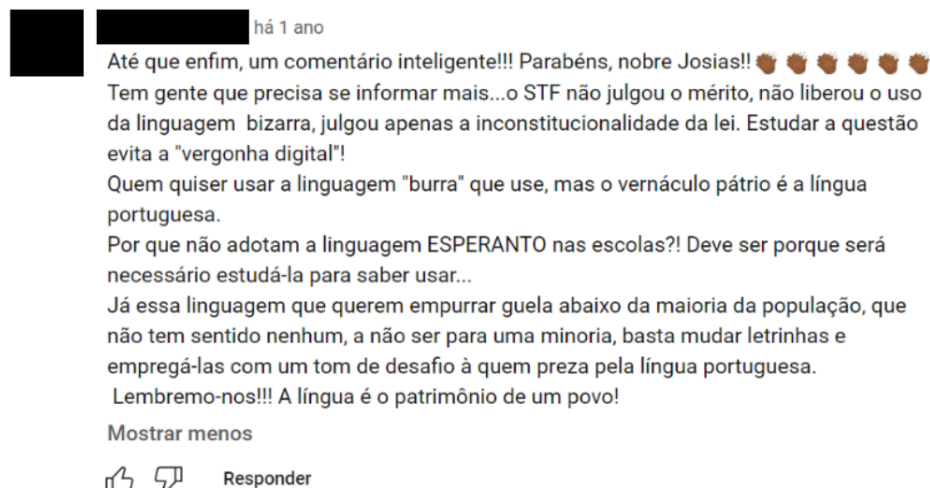 há 1 ano
Até que enfim, um comentário inteligente!!! Parabéns, nobre Josias!!👏🏾👏🏾👏🏾👏🏾👏🏾👏🏾
Tem gente que precisa se informar mais...o STF não julgou o mérito, não liberou o uso
da linguagem  bizarra, julgou apenas a inconstitucionalidade da lei. Estudar a questão
evita a "vergonha digital"!
Quem quiser usar a linguagem "burra" que use, mas o vernáculo pátrio é a língua
portuguesa.
Por que não adotam a linguagem ESPERANTO nas escolas?! Deve ser porque será
necessário estudá-la para saber usar...
Já essa linguagem que querem empurrar guela abaixo da maioria da população, que
não tem sentido nenhum, a não ser para uma minoria, basta mudar letrinhas e
empregá-las com um tom de desafio à quem preza pela língua portuguesa.
Lembremo-nos!!! A língua é o patrimônio de um povo!
Mostrar menos
Responder